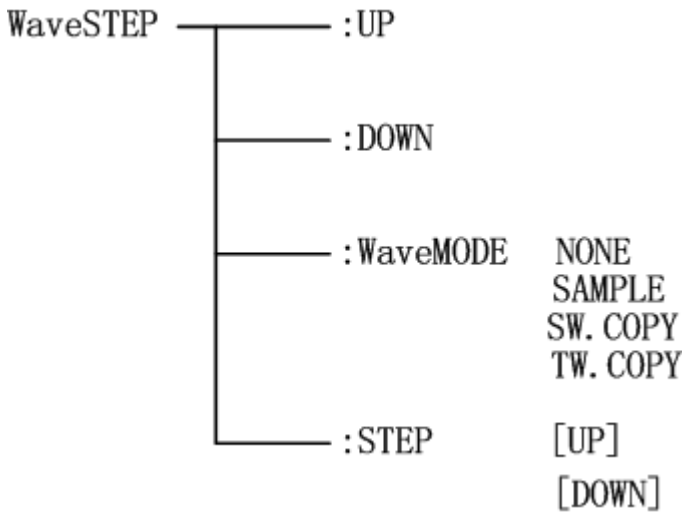 WaveSTEP :UP
:DOWN
:WaveMODE NONE
SAMPLE
SW.COPY
TW.COPY
:STEP [UP]
[DOWN]